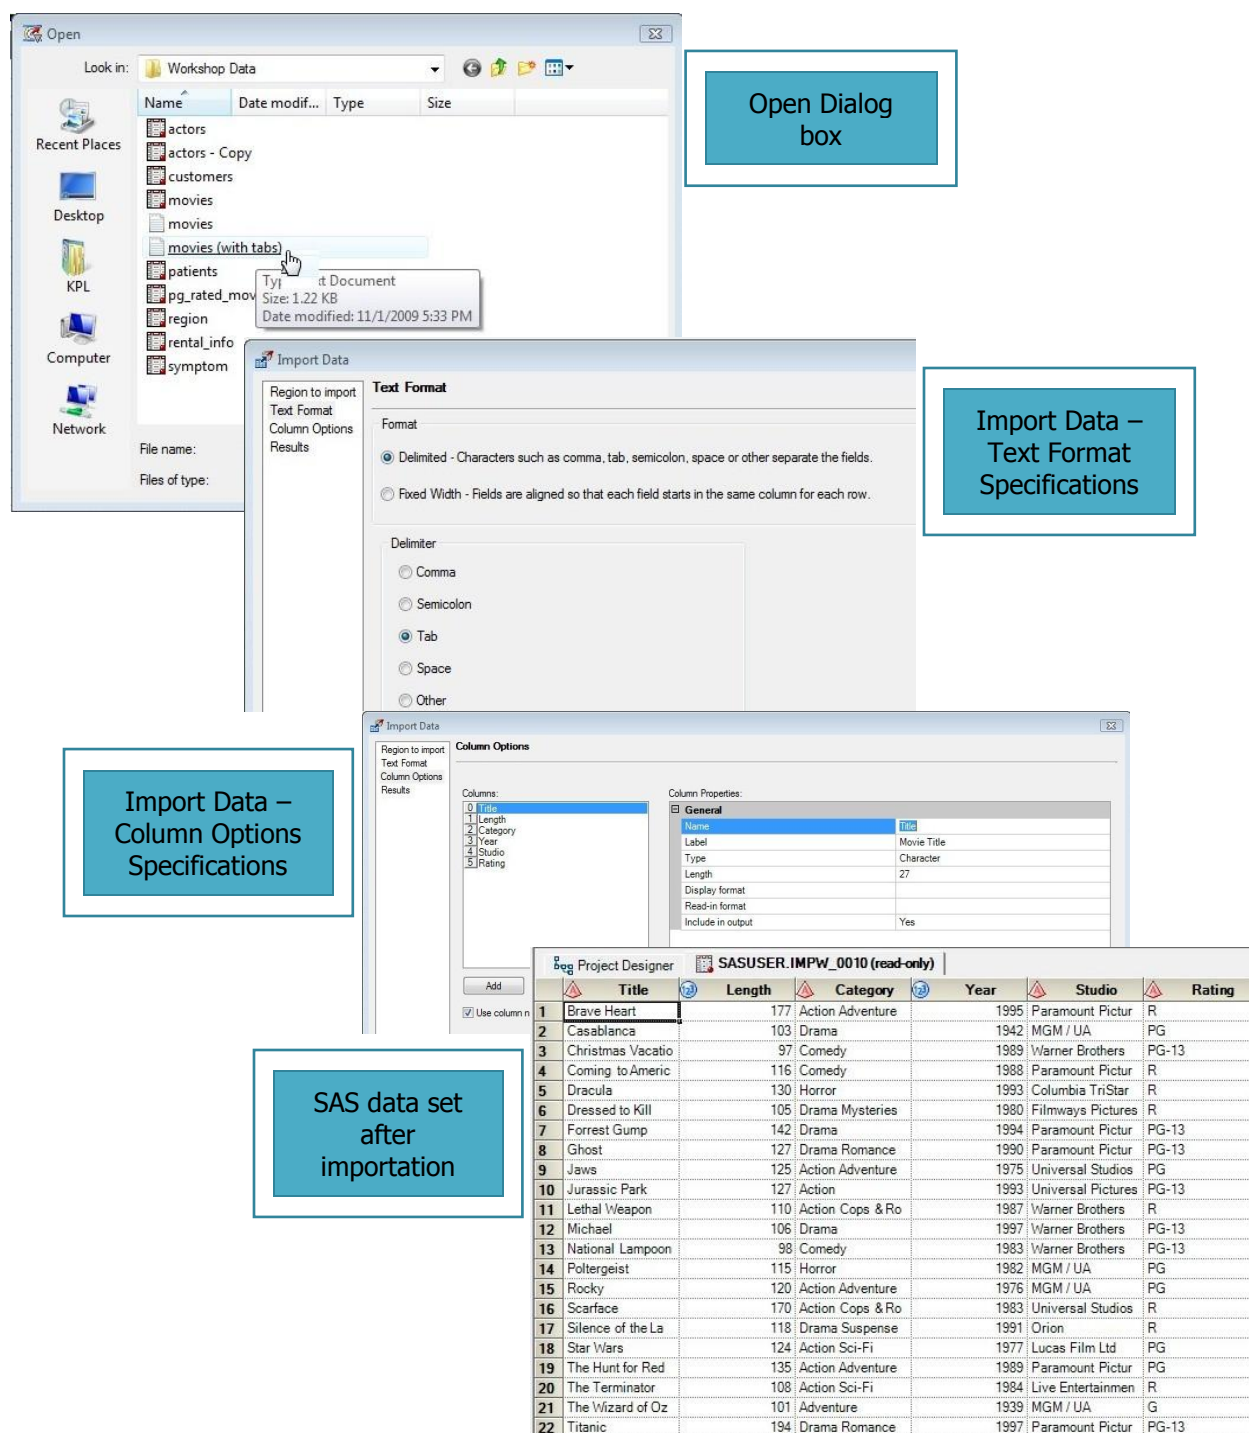 Open
Look in: Workshop Data
Name Date modif... Type Size
Recent Places
Desktop
KPL
Computer
Network
actors
actors - Copy
customers
movies
movies
movies (with tabs)
patients
pg_rated_mov
region
rental_info
symptom
Document
Size: 1.22 KB
Date modified: 11/1/2009 5:33 PM
File name:
Files of type:
Open Dialog
box
Import Data
Region to import
Text Format
Column Options
Results
Text Format
Format
Delimited - Characters such as comma, tab, semicolon, space or other separate the fields.
Fixed Width - Fields are aligned so that each field starts in the same column for each row.
Delimiter
Comma
Semicolon
Tab
Space
Other
Import Data –
Text Format
Specifications
Import Data –
Column Options
Specifications
Import Data
Region to import
Text Format
Column Options
Results
Column Options
Columns:
0 Title
1 Length
2 Category
3 Year
4 Studio
5 Rating
Add
Use column n
Column Properties:
General
Name Title
Label Movie Title
Type Character
Length 27
Display format
Read-in format
Include in output Yes
SAS data set
after
importation
Project Designer SASUSER.IMPW_0010 (read-only)
Title Length Category Year Studio Rating
1 Brave Heart 177 Action Adventure 1995 Paramount Pictur R
2 Casablanca 103 Drama 1942 MGM / UA PG
3 Christmas Vacatio 97 Comedy 1989 Warner Brothers PG-13
4 Coming to Americ 116 Comedy 1988 Paramount Pictur R
5 Dracula 130 Horror 1993 Columbia TriStar R
6 Dressed to Kill 105 Drama Mysteries 1980 Filmways Pictures R
7 Forrest Gump 142 Drama 1994 Paramount Pictur PG-13
8 Ghost 127 Drama Romance 1990 Paramount Pictur PG-13
9 Jaws 125 Action Adventure 1975 Universal Studios PG
10 Jurassic Park 127 Action 1993 Universal Pictures PG-13
11 Lethal Weapon 110 Action Cops & Ro 1987 Warner Brothers R
12 Michael 106 Drama 1997 Warner Brothers PG-13
13 National Lampoon 98 Comedy 1983 Warner Brothers PG-13
14 Poltergeist 115 Horror 1982 MGM / UA PG
15 Rocky 120 Action Adventure 1976 MGM / UA PG
16 Scarface 170 Action Cops & Ro 1983 Universal Studios R
17 Silence of the La 118 Drama Suspense 1991 Orion R
18 Star Wars 124 Action Sci-Fi 1977 Lucas Film Ltd PG
19 The Hunt for Red 135 Action Adventure 1989 Paramount Pictur PG
20 The Terminator 108 Action Sci-Fi 1984 Live Entertainmen R
21 The Wizard of Oz 101 Adventure 1939 MGM / UA G
22 Titanic 194 Drama Romance 1997 Paramount Pictur PG-13